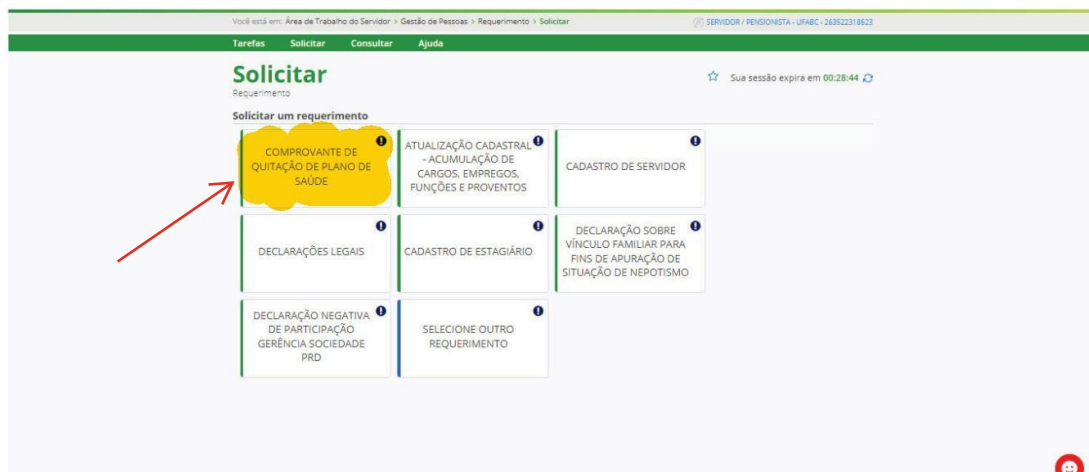 Você está em: Área de Trabalho do Servidor > Gestão de Pessoas > Requerimento > Solicitar
SERVIDOR / PENSIONISTA - UFABC - 263522318623
Tarefas Solicitar Consultar Ajuda
Solicitar
Sua sessão expira em 00:28:44
Requerimento
Solicitar um requerimento
COMPROVANTE DE
QUITAÇÃO DE PLANO DE
SAÚDE
ATUALIZAÇÃO CADASTRAL
- ACUMULAÇÃO DE
CARGOS, EMPREGOS,
FUNÇÕES E PROVENTOS
CADASTRO DE SERVIDOR
DECLARAÇÕES LEGAIS
CADASTRO DE ESTAGIÁRIO
DECLARAÇÃO SOBRE
VÍNCULO FAMILIAR PARA
FINS DE APURAÇÃO DE
SITUAÇÃO DE NEPOTISMO
DECLARAÇÃO NEGATIVA
DE PARTICIPAÇÃO
GERÊNCIA SOCIEDADE
PRD
SELECIONE OUTRO
REQUERIMENTO